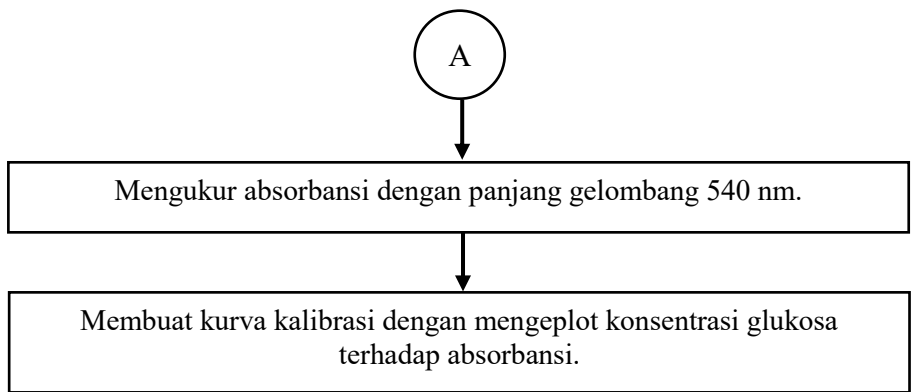 A
Mengukur absorbansi dengan panjang gelombang 540 nm.
Membuat kurva kalibrasi dengan mengeplot konsentrasi glukosa
terhadap absorbansi.